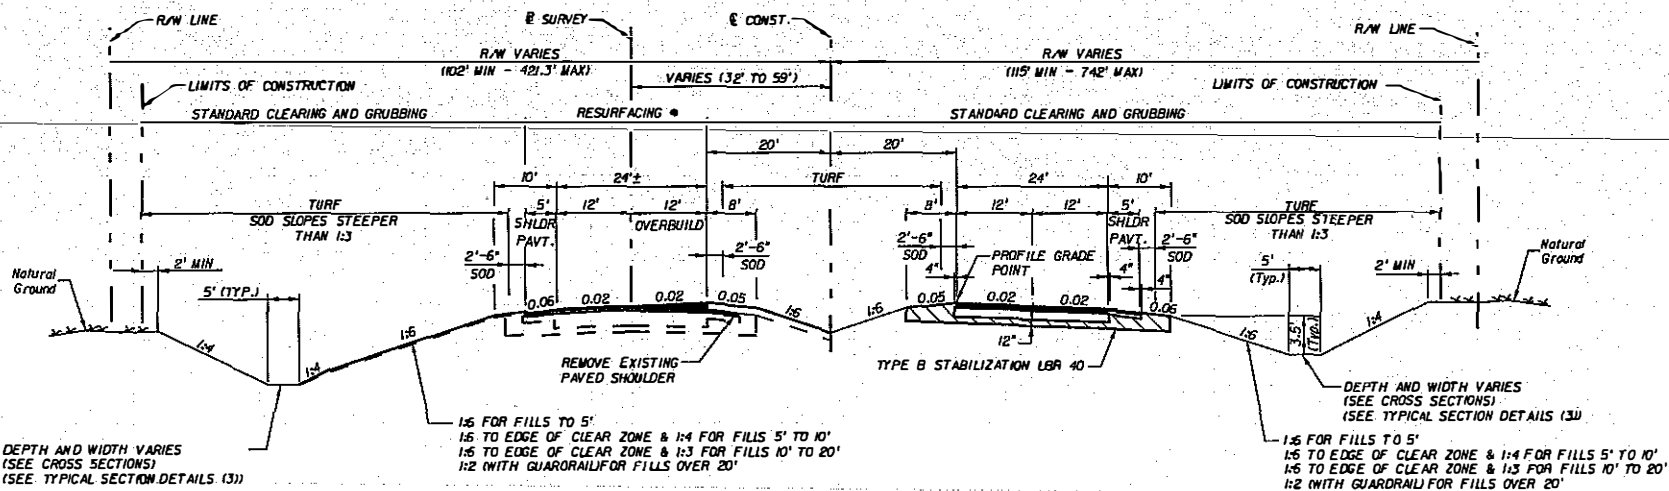 R/W LINE
℄ SURVEY
℄ CONST.
R/W LINE
R/W VARIES
(102' MIN - 421.3' MAX)
R/W VARIES
(115' MIN - 742' MAX)
VARIES (32' TO 59')
LIMITS OF CONSTRUCTION
LIMITS OF CONSTRUCTION
STANDARD CLEARING AND GRUBBING
RESURFACING
STANDARD CLEARING AND GRUBBING
20'
20'
10'
24'±
TURF
24'
10'
TURF
SOD SLOPES STEEPER
THAN 1:3
5'
SHLDR
PAVT.
12'
12'
OVERBUILD
8'
8'
12'
12'
5'
SHLDR
PAVT.
TURF
SOD SLOPES STEEPER
THAN 1:3
2'-6"
SOD
2'-6"
SOD
2'-6"
SOD
2'-6"
SOD
PROFILE GRADE
POINT
4"
4"
4"
Natural
Ground
2' MIN
5' (TYP.)
5'
(Typ.)
2' MIN
Natural
Ground
0.06
0.02
0.02
0.05
1:6
1:6
0.05
0.02
0.02
0.06
1:4
1:4
1:6
12"
1:6
3.5'
(Typ.)
1:4
REMOVE EXISTING
PAVED SHOULDER
TYPE B STABILIZATION LBR 40
DEPTH AND WIDTH VARIES
(SEE CROSS SECTIONS)
(SEE TYPICAL SECTION DETAILS (3))
1:6 FOR FILLS TO 5'
1:6 TO EDGE OF CLEAR ZONE & 1:4 FOR FILLS 5' TO 10'
1:6 TO EDGE OF CLEAR ZONE & 1:3 FOR FILLS 10' TO 20'
1:2 (WITH GUARDRAIL) FOR FILLS OVER 20'
DEPTH AND WIDTH VARIES
(SEE CROSS SECTIONS)
(SEE TYPICAL SECTION DETAILS (3))
1:6 FOR FILLS TO 5'
1:6 TO EDGE OF CLEAR ZONE & 1:4 FOR FILLS 5' TO 10'
1:6 TO EDGE OF CLEAR ZONE & 1:3 FOR FILLS 10' TO 20'
1:2 (WITH GUARDRAIL) FOR FILLS OVER 20'